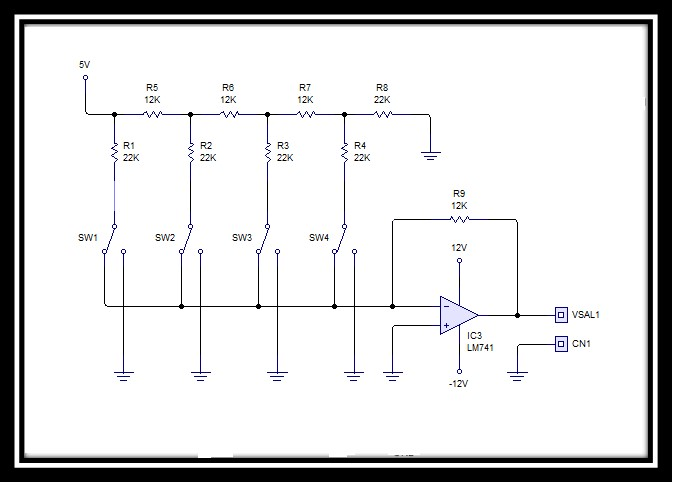 5V
R5
12K
R6
12K
R7
12K
R8
22K
R1
22K
R2
22K
R3
22K
R4
22K
R9
12K
SW1
SW2
SW3
SW4
12V
IC3
LM741
-12V
VSAL1
CN1